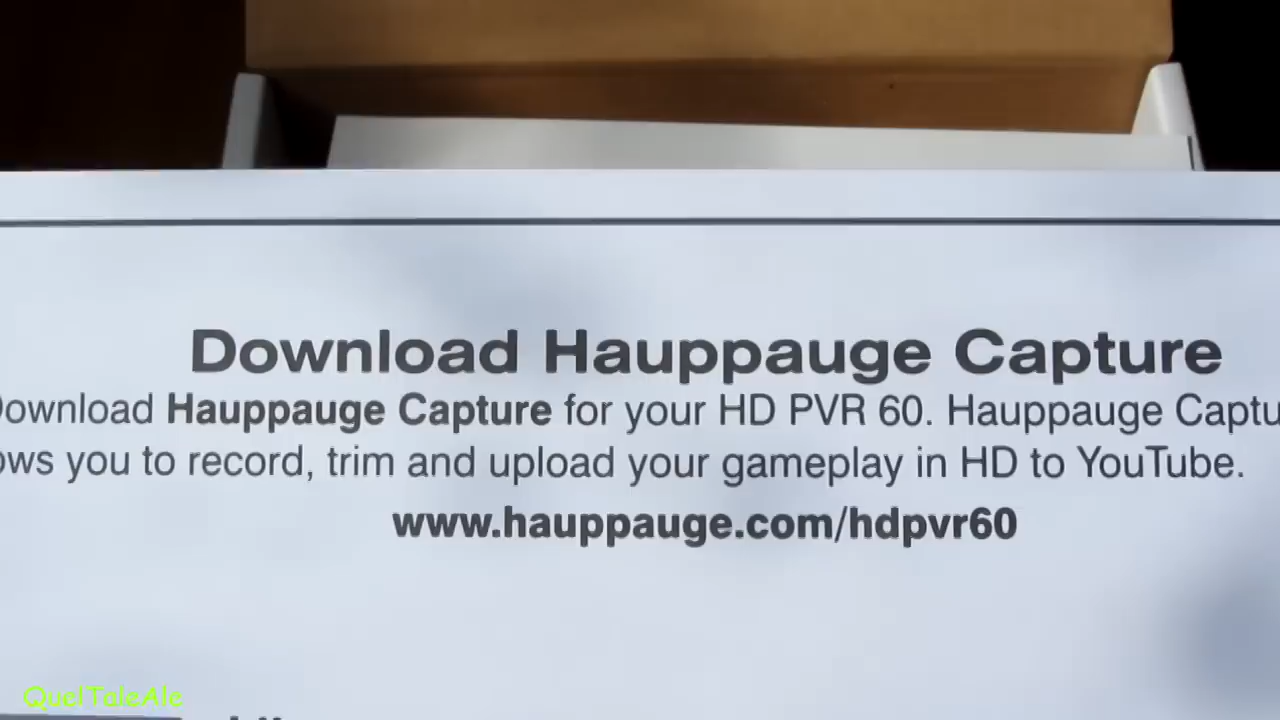 Download Hauppauge Capture
ownload Hauppauge Capture for your HD PVR 60. Hauppauge Captu
ows you to record, trim and upload your gameplay in HD to YouTube.
www.hauppauge.com/hdpvr60
QuelTaleAle